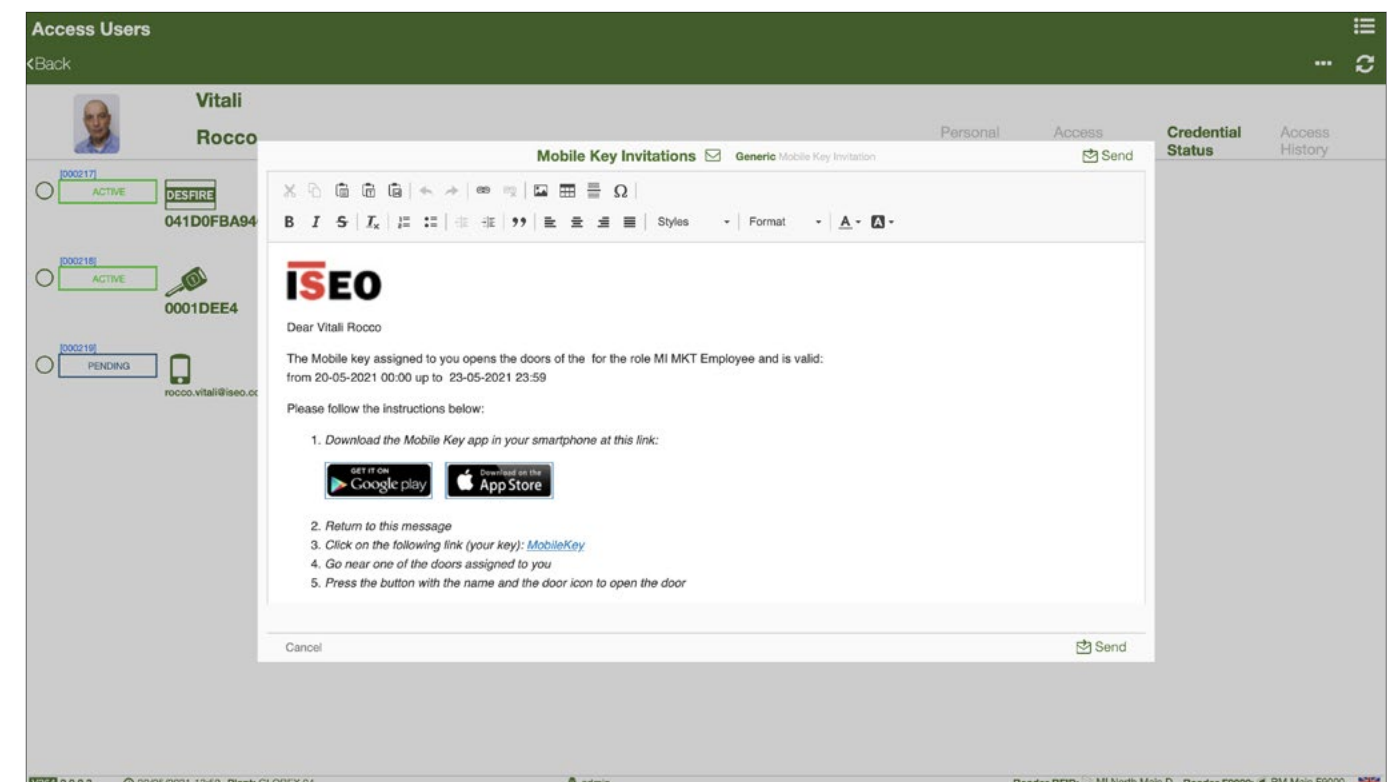 Access Users
Back
Vitali
Rocco
Personal
Access
Credential
Status
Access
History
Mobile Key Invitations Generic Mobile Key Invitation Send
[000217]
ACTIVE
DESFIRE
041D0FBA94
B I S Ix Styles Format A A
[000218]
ACTIVE
0001DEE4
[000219]
PENDING
rocco.vitali@iseo.co
ISEO
Dear Vitali Rocco
The Mobile key assigned to you opens the doors of the for the role MI MKT Employee and is valid:
from 20-05-2021 00:00 up to 23-05-2021 23:59
Please follow the instructions below:
1. Download the Mobile Key app in your smartphone at this link:
GET IT ON
Google play
Download on the
App Store
2. Return to this message
3. Click on the following link (your key): MobileKey
4. Go near one of the doors assigned to you
5. Press the button with the name and the door icon to open the door
Cancel Send
admin